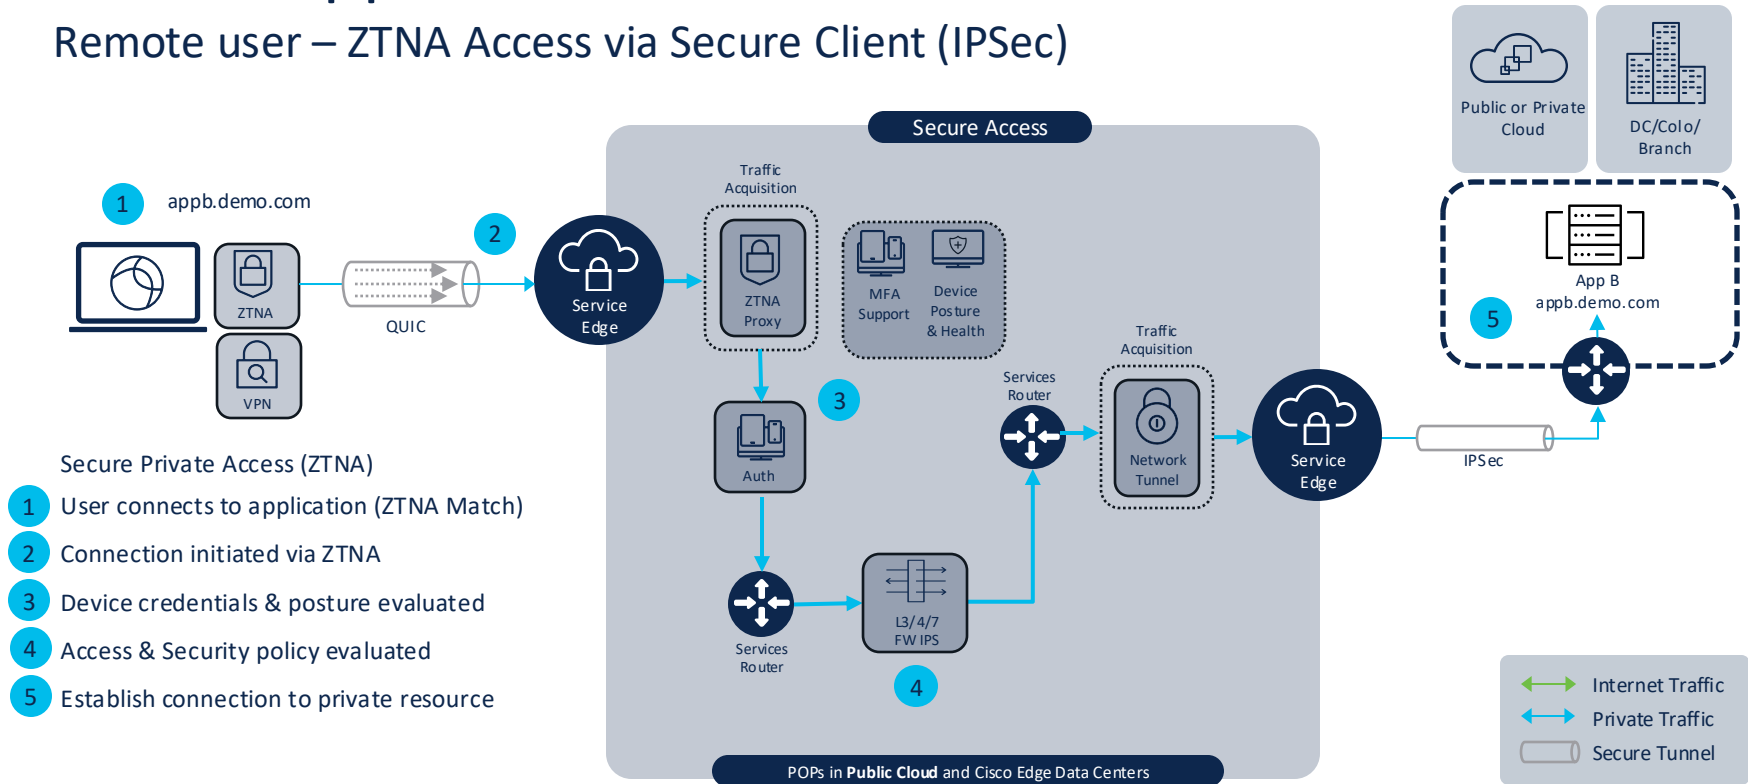 Remote user – ZTNA Access via Secure Client (IPSec)
Public or Private
Cloud
DC/Colo/
Branch
Secure Access
1
appb.demo.com
ZTNA
VPN
QUIC
2
Service
Edge
Traffic
Acquisition
ZTNA
Proxy
MFA
Support
Device
Posture
& Health
3
Auth
Services
Router
L3/4/7
FW IPS
4
Services
Router
Traffic
Acquisition
Network
Tunnel
Service
Edge
IPSec
5
App B
appb.demo.com
Secure Private Access (ZTNA)
1 User connects to application (ZTNA Match)
2 Connection initiated via ZTNA
3 Device credentials & posture evaluated
4 Access & Security policy evaluated
5 Establish connection to private resource
Internet Traffic
Private Traffic
Secure Tunnel
POPs in Public Cloud and Cisco Edge Data Centers